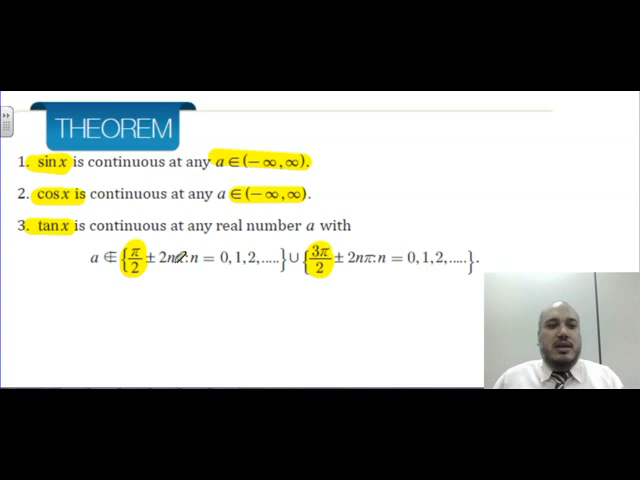 THEOREM
1. sin x is continuous at any a ∈ (−∞, ∞).
2. cos x is continuous at any a ∈ (−∞, ∞).
3. tan x is continuous at any real number a with
a ∉ {π/2 ± 2nπ: n = 0, 1, 2, .....} ∪ {3π/2 ± 2nπ: n = 0, 1, 2, .....}.